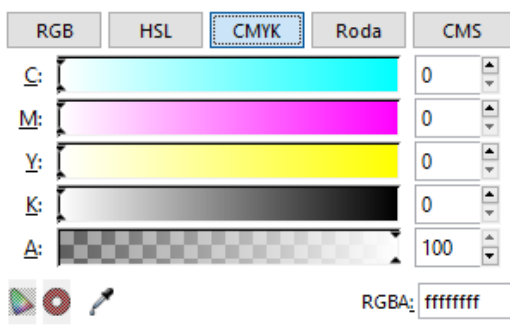 RGB HSL CMYK Roda CMS
C: 0
M: 0
Y: 0
K: 0
A: 100
RGBA: ffffffff